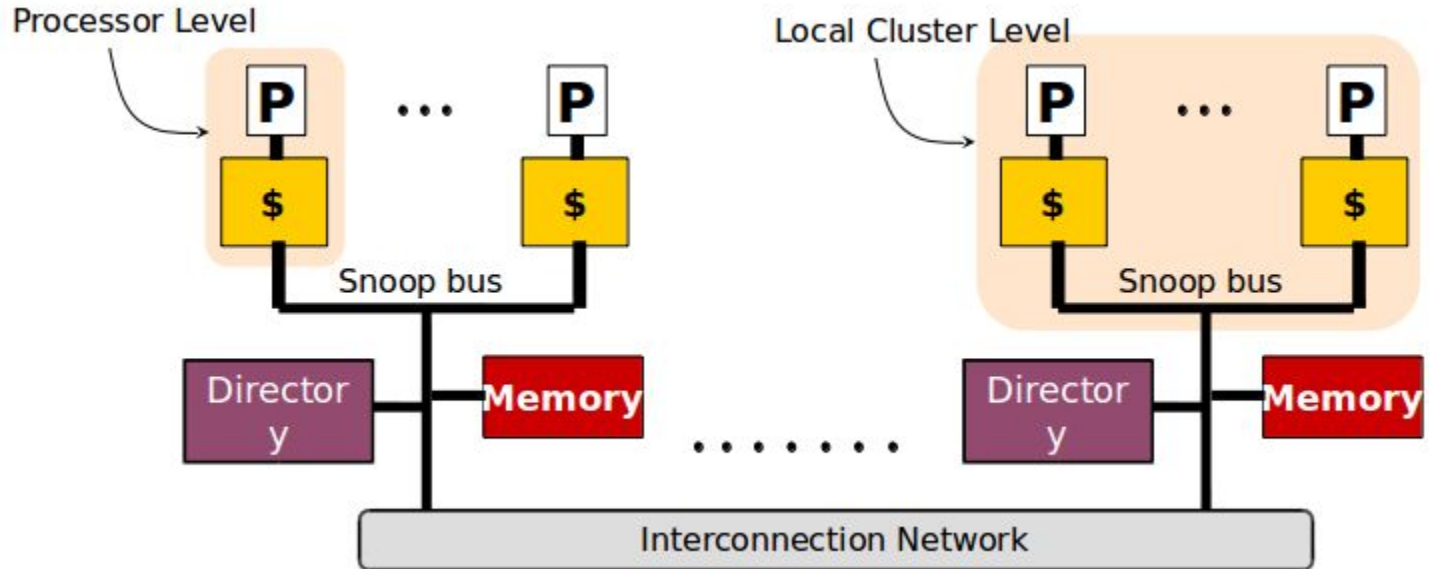 Processor Level
Local Cluster Level
P
...
P
P
...
P
$
$
$
$
Snoop bus
Snoop bus
Director
y
Memory
.......
Director
y
Memory
Interconnection Network